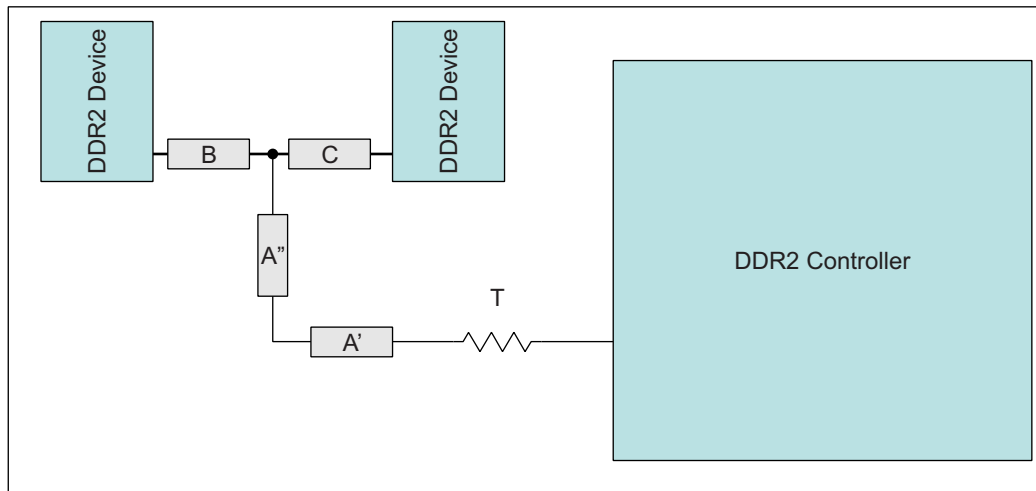 DDR2 Device
DDR2 Device
B
C
A”
DDR2 Controller
T
A’